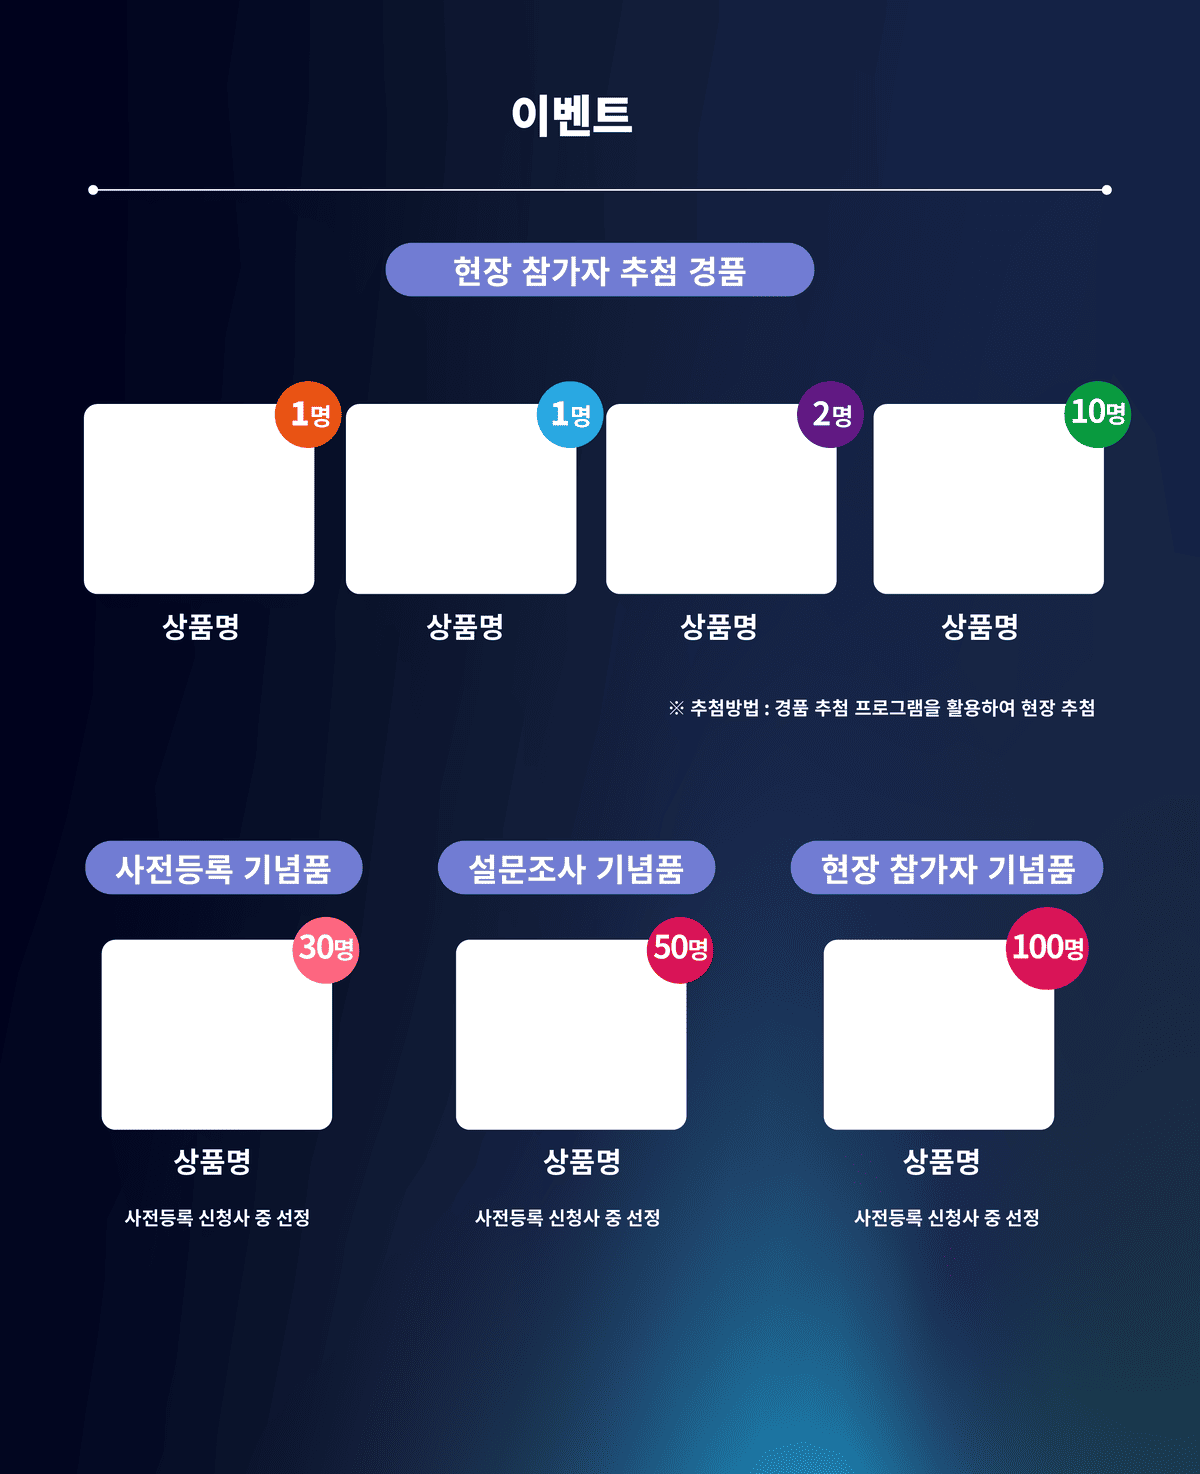 이벤트
현장 참가자 추첨 경품
1명
1명
2명
10명
상품명
상품명
상품명
상품명
※ 추첨방법 : 경품 추첨 프로그램을 활용하여 현장 추첨
사전등록 기념품
설문조사 기념품
현장 참가자 기념품
30명
50명
100명
상품명
상품명
상품명
사전등록 신청사 중 선정
사전등록 신청사 중 선정
사전등록 신청사 중 선정